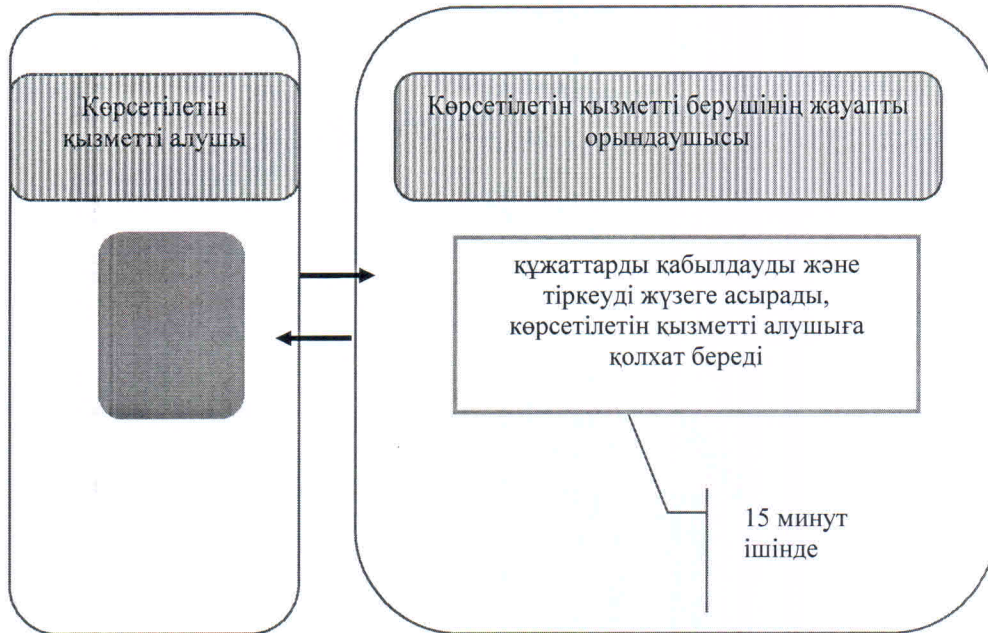 Көрсетілетін
қызметті алушы
Көрсетілетін қызметті берушінің жауапты
орындаушысы
құжаттарды қабылдауды және
тіркеуді жүзеге асырады,
көрсетілетін қызметті алушыға
қолхат береді
15 минут
ішінде